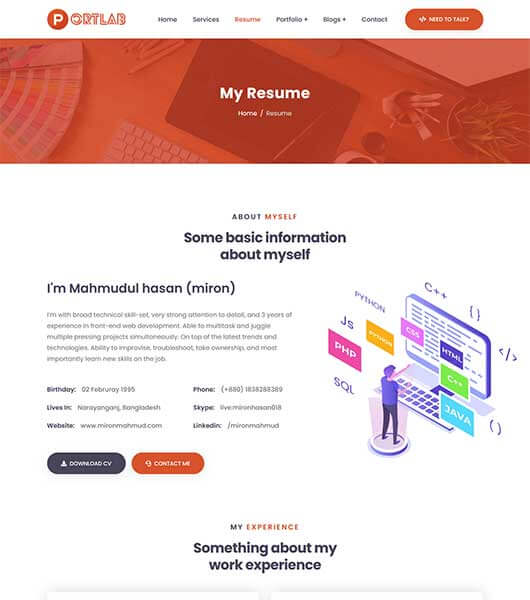 PORTLAB
Home Services Resume Portfolio + Blogs + Contact </> NEED TO TALK?
My Resume
Home / Resume
ABOUT MYSELF
Some basic information
about myself
I'm Mahmudul hasan (miron)
I'm with broad technical skill-set, very strong attention to detail, and 3 years of
experience in front-end web development. Able to multitask and juggle
multiple pressing projects simultoneously. On top of the latest trends and
technologies. Ability to improvise, troubleshoot, take ownership, and most
importantly learn new skills on the job.
Birthday: 02 Februray 1995 Phone: (+880) 1838288389
Lives In: Narayanganj, Bangladesh Skype: live:mironhasan018
Website: www.mironmahmud.com Linkedin: /mironmahmud
DOWNLOAD CV CONTACT ME
C++
PYTHON
{}
JS
CSS
PYTHON
HTML
</>
PHP
C++
SQL
JAVA
{}
MY EXPERIENCE
Something about my
work experience